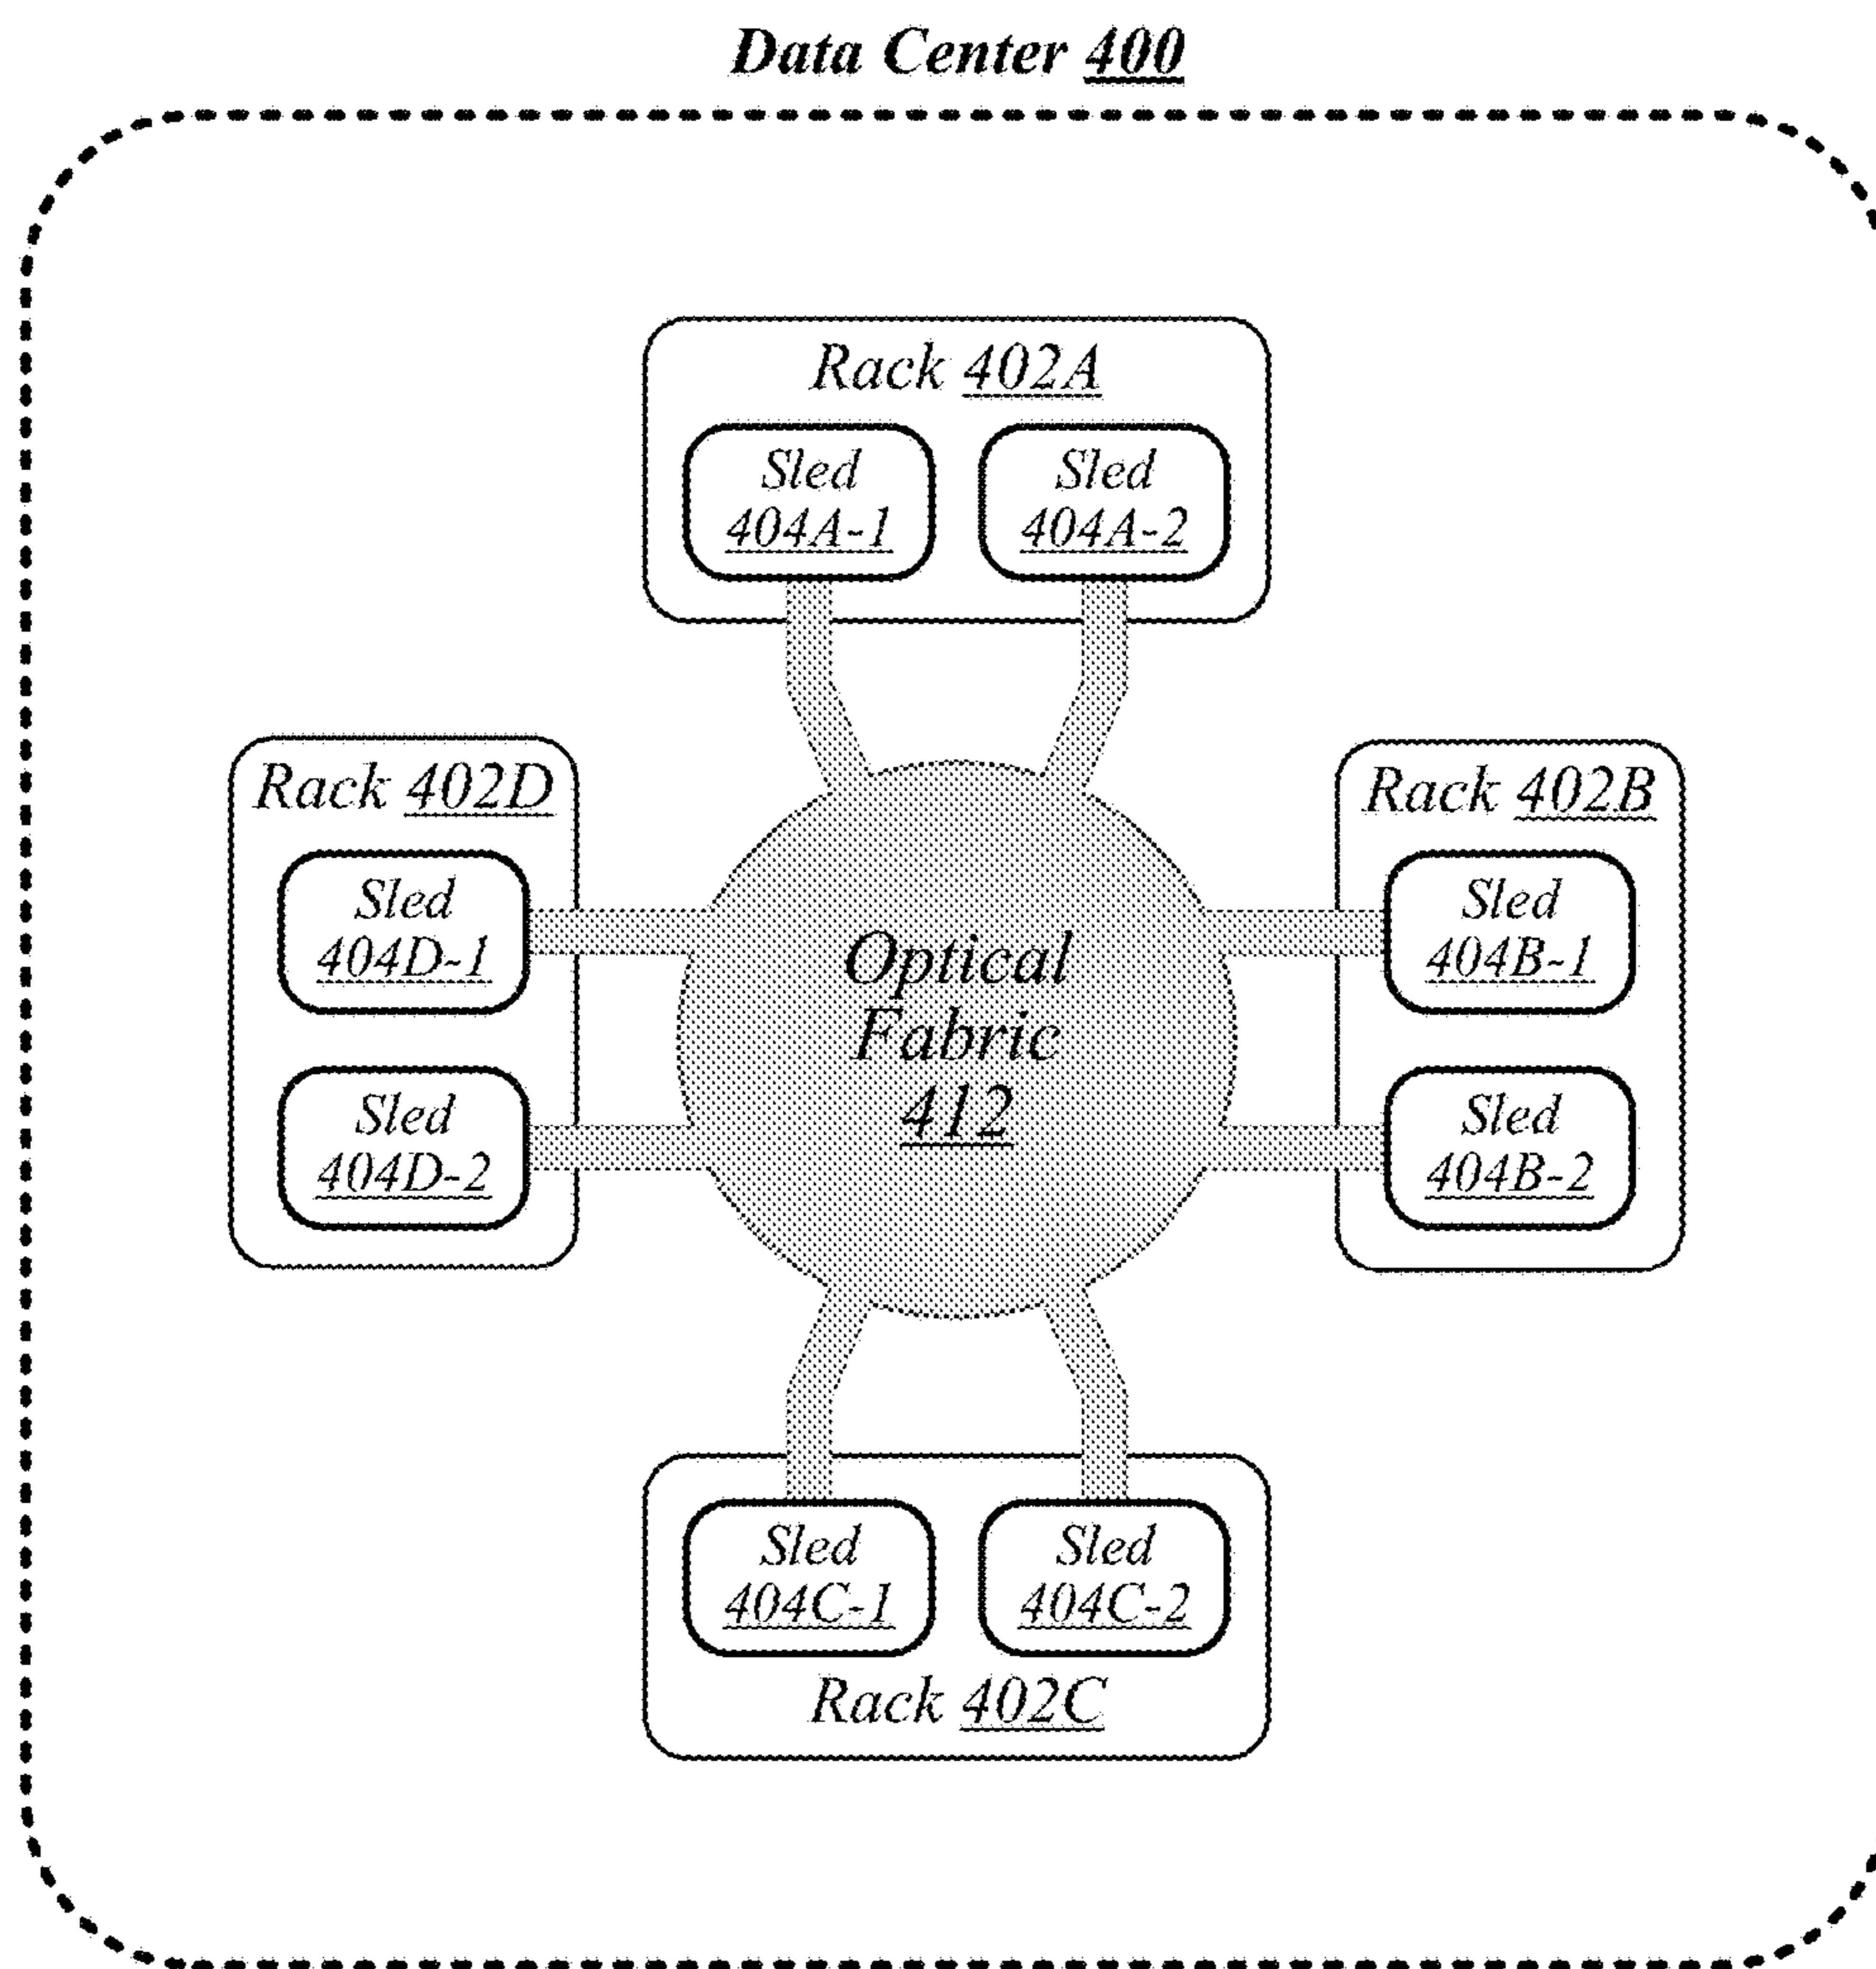 Data Center 400
Rack 402A
Sled
404A-1
Sled
404A-2
Rack 402D
Sled
404D-1
Sled
404D-2
Optical
Fabric
412
Rack 402B
Sled
404B-1
Sled
404B-2
Sled
404C-1
Sled
404C-2
Rack 402C